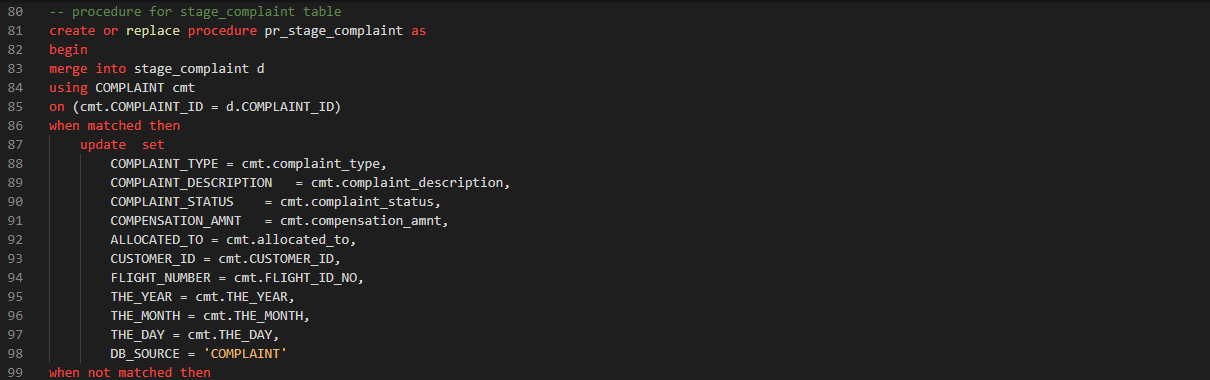 80 -- procedure for stage_complaint table
81 create or replace procedure pr_stage_complaint as
82 begin
83 merge into stage_complaint d
84 using COMPLAINT cmt
85 on (cmt.COMPLAINT_ID = d.COMPLAINT_ID)
86 when matched then
87     update  set
88         COMPLAINT_TYPE = cmt.complaint_type,
89         COMPLAINT_DESCRIPTION   = cmt.complaint_description,
90         COMPLAINT_STATUS    = cmt.complaint_status,
91         COMPENSATION_AMNT   = cmt.compensation_amnt,
92         ALLOCATED_TO = cmt.allocated_to,
93         CUSTOMER_ID = cmt.CUSTOMER_ID,
94         FLIGHT_NUMBER = cmt.FLIGHT_ID_NO,
95         THE_YEAR = cmt.THE_YEAR,
96         THE_MONTH = cmt.THE_MONTH,
97         THE_DAY = cmt.THE_DAY,
98         DB_SOURCE = 'COMPLAINT'
99 when not matched then